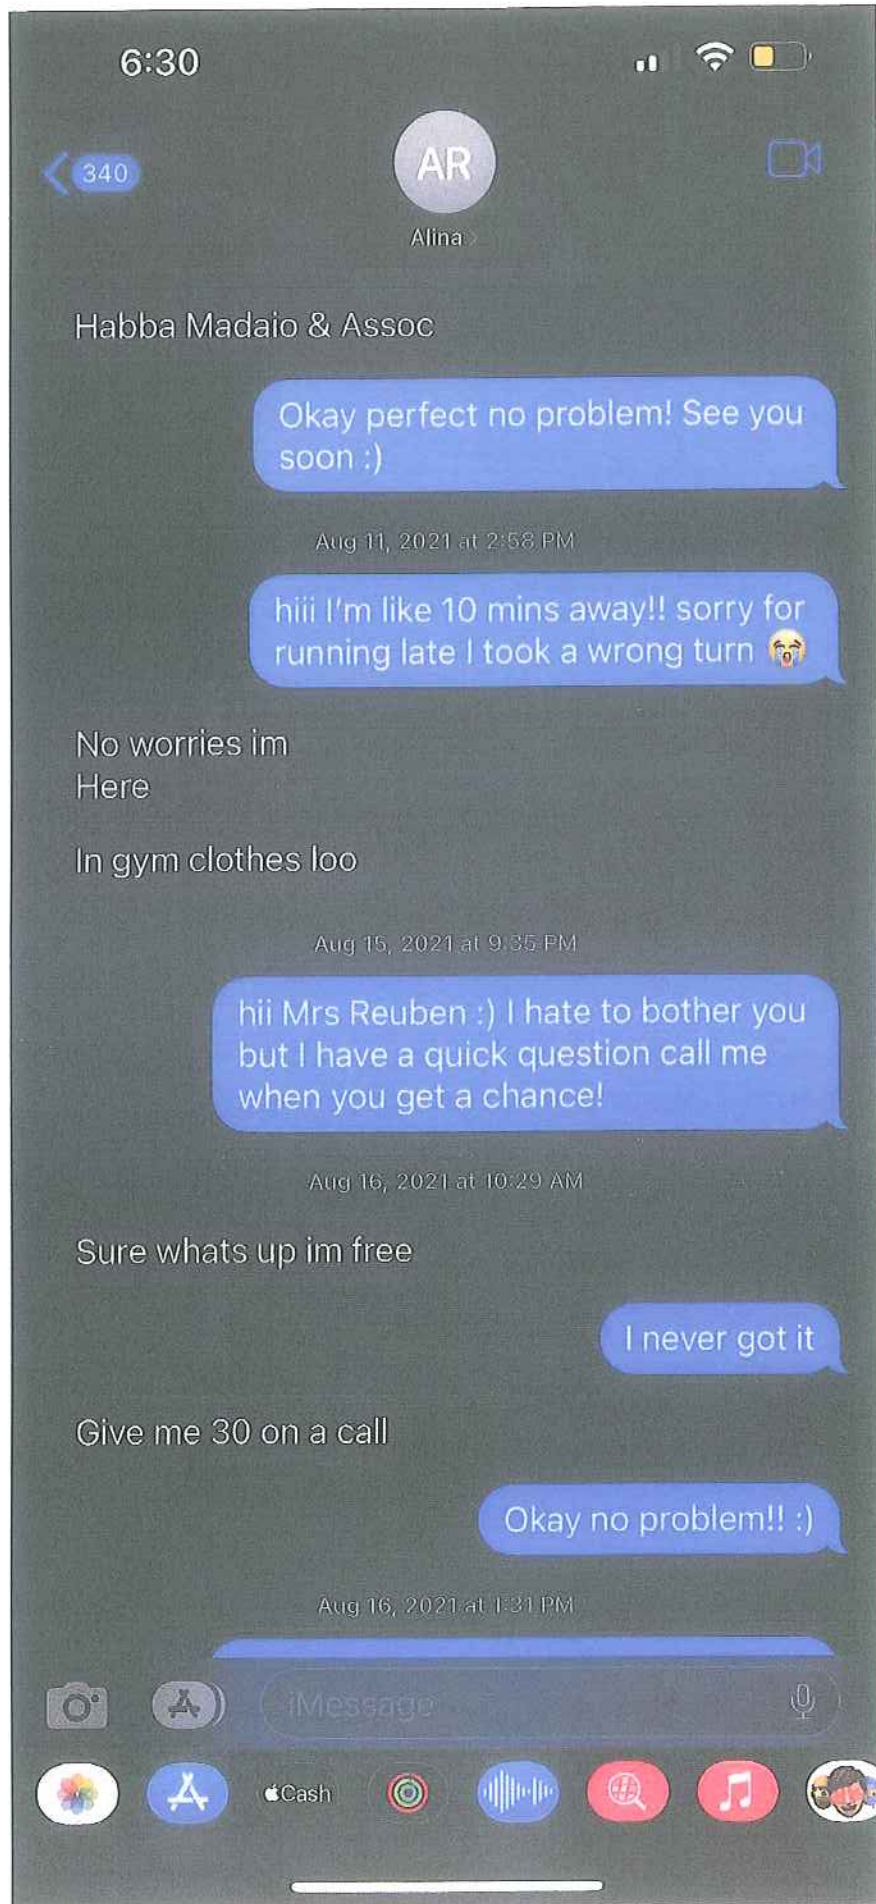 6:30
340
AR
Alina
Habba Madaio & Assoc
Okay perfect no problem! See you
soon :)
Aug 11, 2021 at 2:58 PM
hiii I'm like 10 mins away!! sorry for
running late I took a wrong turn 😭
No worries im
Here
In gym clothes loo
Aug 15, 2021 at 9:35 PM
hii Mrs Reuben :) I hate to bother you
but I have a quick question call me
when you get a chance!
Aug 16, 2021 at 10:29 AM
Sure whats up im free
I never got it
Give me 30 on a call
Okay no problem!! :)
Aug 16, 2021 at 1:31 PM
iMessage
Cash